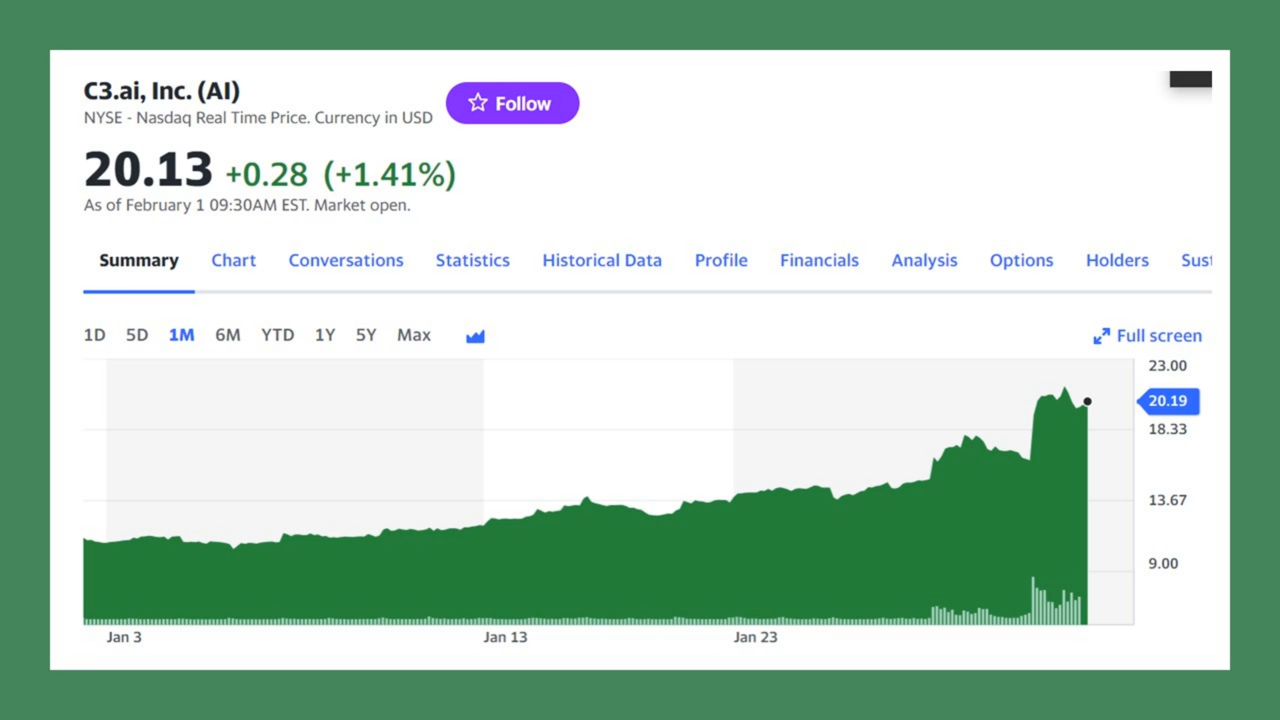 C3.ai, Inc. (AI)
NYSE - Nasdaq Real Time Price. Currency in USD
Follow
20.13 +0.28 (+1.41%)
As of February 1 09:30AM EST. Market open.
Summary Chart Conversations Statistics Historical Data Profile Financials Analysis Options Holders Sust
1D 5D 1M 6M YTD 1Y 5Y Max
Full screen
23.00
20.19
18.33
13.67
9.00
Jan 3 Jan 13 Jan 23